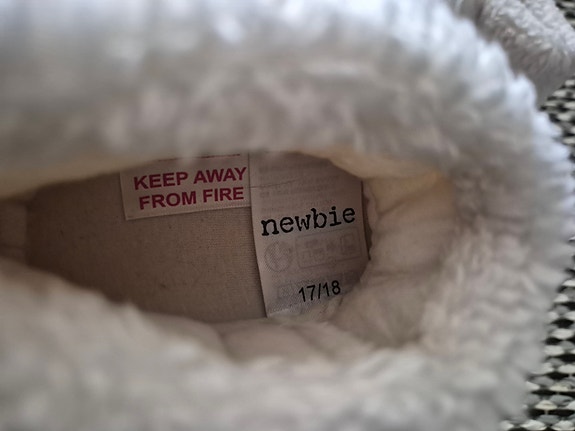 KEEP AWAY
FROM FIRE
newbie
17/18